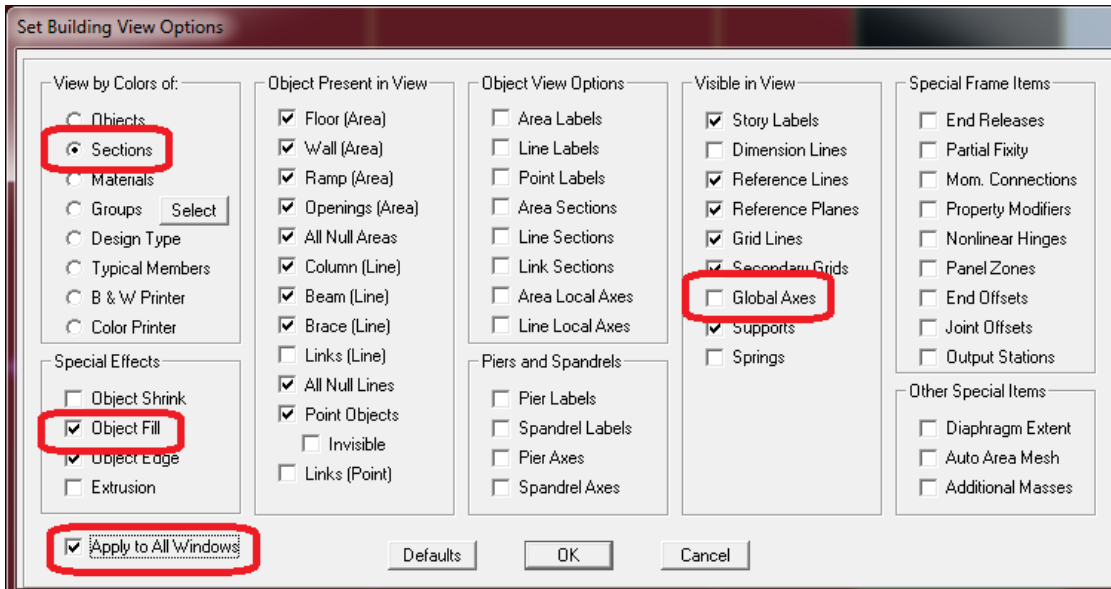 Set Building View Options
View by Colors of:
Objects
Sections
Materials
Groups
Select
Design Type
Typical Members
B & W Printer
Color Printer
Special Effects
Object Shrink
Object Fill
Object Edge
Extrusion
Apply to All Windows
Object Present in View
Floor (Area)
Wall (Area)
Ramp (Area)
Openings (Area)
All Null Areas
Column (Line)
Beam (Line)
Brace (Line)
Links (Line)
All Null Lines
Point Objects
Invisible
Links (Point)
Object View Options
Area Labels
Line Labels
Point Labels
Area Sections
Line Sections
Link Sections
Area Local Axes
Line Local Axes
Piers and Spandrels
Pier Labels
Spandrel Labels
Pier Axes
Spandrel Axes
Visible in View
Story Labels
Dimension Lines
Reference Lines
Reference Planes
Grid Lines
Secondary Grids
Global Axes
Supports
Springs
Special Frame Items
End Releases
Partial Fixity
Mom. Connections
Property Modifiers
Nonlinear Hinges
Panel Zones
End Offsets
Joint Offsets
Output Stations
Other Special Items
Diaphragm Extent
Auto Area Mesh
Additional Masses
Defaults
OK
Cancel